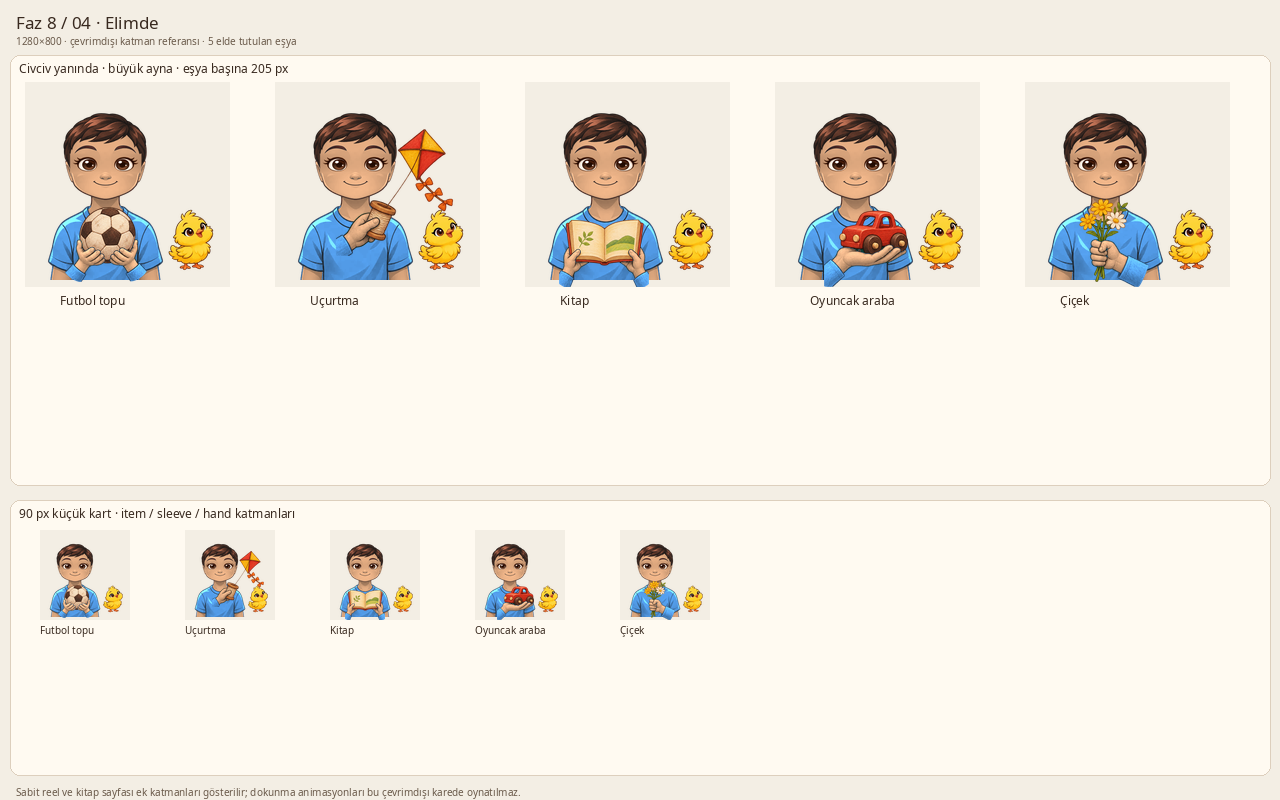 Faz 8 / 04 · Elimde
1280×800 · çevrimdışı katman referansı · 5 elde tutulan eşya
Civciv yanında · büyük ayna · eşya başına 205 px
Futbol topu
Uçurtma
Kitap
Oyuncak araba
Çiçek
90 px küçük kart · item / sleeve / hand katmanları
Futbol topu
Uçurtma
Kitap
Oyuncak araba
Çiçek
Sabit reel ve kitap sayfası ek katmanları gösterilir; dokunma animasyonları bu çevrimdışı karede oynatılmaz.